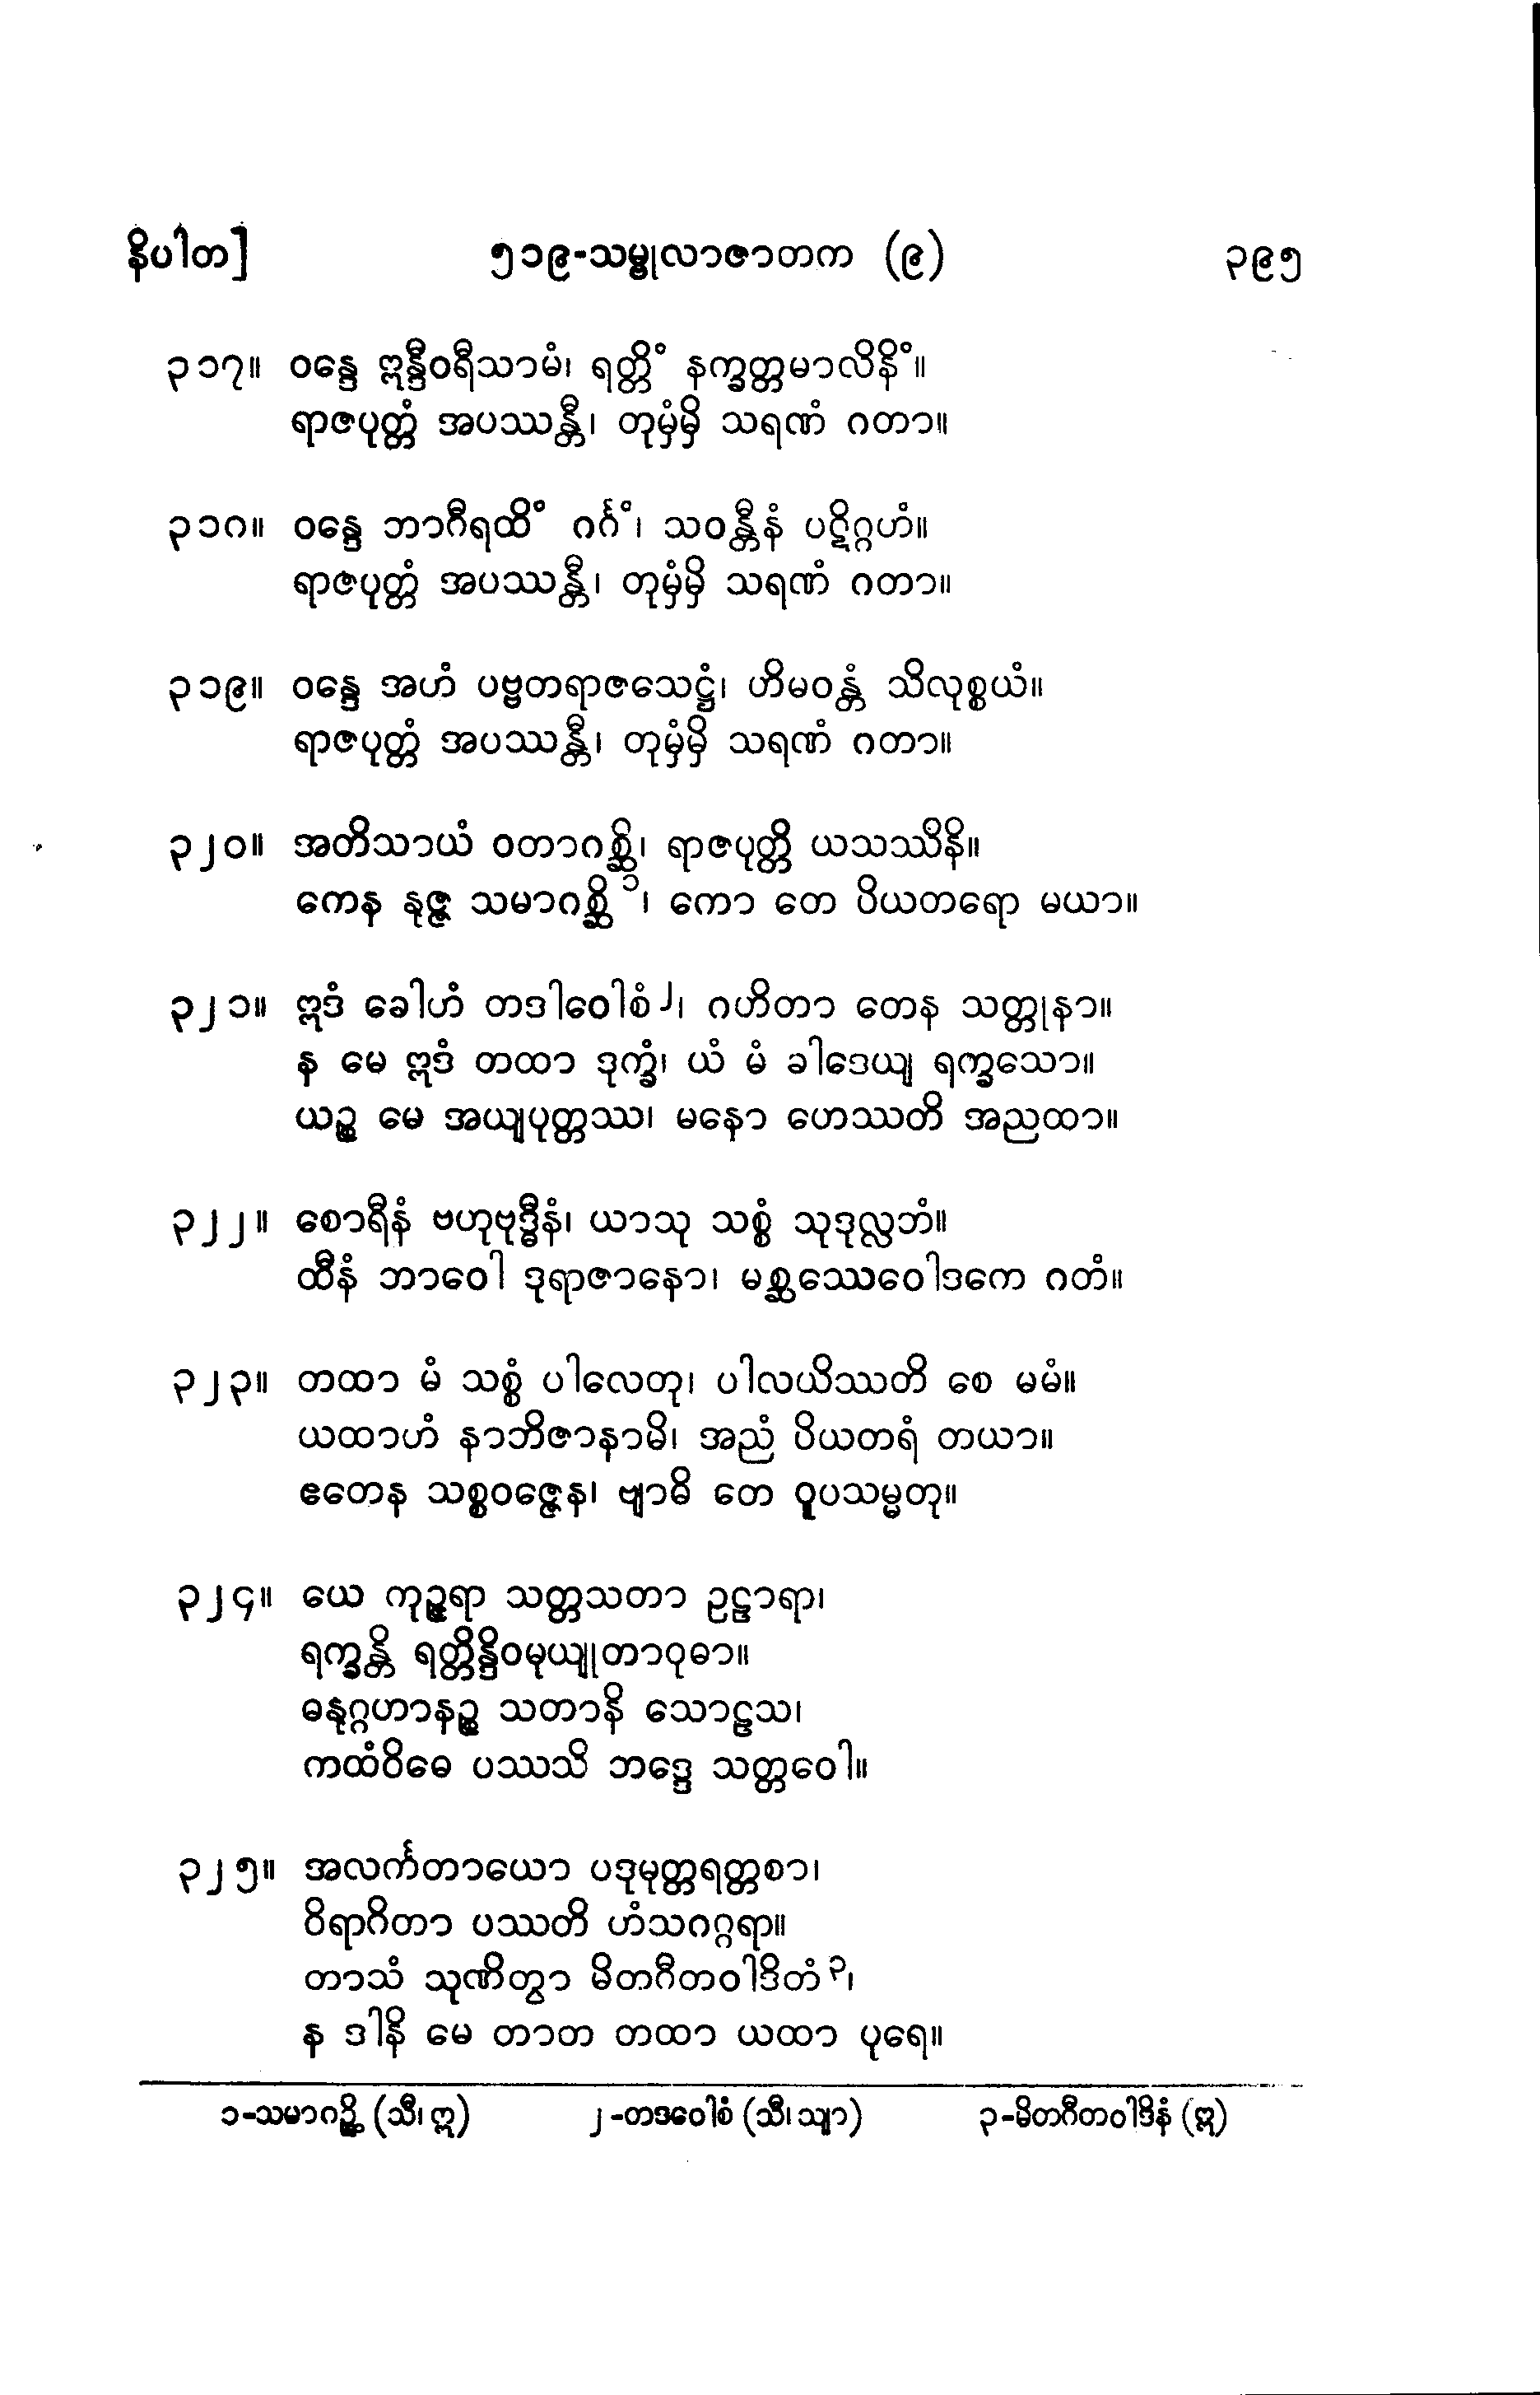 နိပါတ]
၅၁၉-သမ္ဗုလာဇာတက (၉)
၃၉၅
၃၁၇။ ဝန္ဒေ ဣန္ဒီဝရီသာမံ၊ ရတ္တိံ နက္ခတ္တမာလိနိံ။
ရာဇပုတ္တံ အပဿန္တီ၊ တုမှံမှိ သရဏံ ဂတာ။
၃၁ဂ။ ဝန္ဒေ ဘာဂီရထိံ ဂင်္ဂံ၊ သဝန္တီနံ ပဋိဂ္ဂဟံ။
ရာဇပုတ္တံ အပဿန္တီ၊ တုမှံမှိ သရဏံ ဂတာ။
၃၁၉။ ဝန္ဒေ အဟံ ပဗ္ဗတရာဇသေဋ္ဌံ၊ ဟိမဝန္တံ သိလုစ္စယံ။
ရာဇပုတ္တံ အပဿန္တီ၊ တုမှံမှိ သရဏံ ဂတာ။
၃၂၀။ အတိသာယံ ဝတာဂစ္ဆိ၊ ရာဇပုတ္တိ ယသဿိနိ။
ကေန နုဇ္ဇ သမာဂစ္ဆိ ၁၊ ကော တေ ပိယတရော မယာ။
၃၂၁။ ဣဒံ ခေါဟံ တဒါဝေါစံ ၂၊ ဂဟိတာ တေန သတ္တုနာ။
န မေ ဣဒံ တထာ ဒုက္ခံ၊ ယံ မံ ခါဒေယျ ရက္ခသော။
ယဉ္စ မေ အယျပုတ္တဿ၊ မနော ဟေဿတိ အညထာ။
၃၂၂။ စောရီနံ ဗဟုဗုဒ္ဓီနံ၊ ယာသု သစ္စံ သုဒုလ္လဘံ။
ထီနံ ဘာဝေါ ဒုရာဇာနော၊ မစ္ဆဿေဝေါဒကေ ဂတံ။
၃၂၃။ တထာ မံ သစ္စံ ပါလေတု၊ ပါလယိဿတိ စေ မမံ။
ယထာဟံ နာဘိဇာနာမိ၊ အညံ ပိယတရံ တယာ။
ဧတေန သစ္စဝဇ္ဇေန၊ ဗျာဓိ တေ ဝူပသမ္မတု။
၃၂၄။ ယေ ကုဉ္ဇရာ သတ္တသတာ ဥဠာရာ၊
ရက္ခန္တိ ရတ္တိန္ဒိဝမုယျုတာဝုဓာ။
ဓနုဂ္ဂဟာနဉ္စ သတာနိ သောဠသ၊
ကထံဝိဓေ ပဿသိ ဘဒ္ဒေ သတ္တဝေါ။
၃၂၅။ အလင်္ကတာယော ပဒုမုတ္တရတ္တစာ၊
ဝိရာဂိတာ ပဿတိ ဟံသဂဂ္ဂရာ။
တာသံ သုဏိတွာ မိတဂီတဝါဒိတံ ၃၊
န ဒါနိ မေ တာတ တထာ ယထာ ပုရေ။
၁-သမာဂဉ္ဆိ (သီ၊ ဣ)
၂-တဒဝေါစံ (သီ၊ သျာ)
၃-မိတဂီတဝါဒိနံ (ဣ)